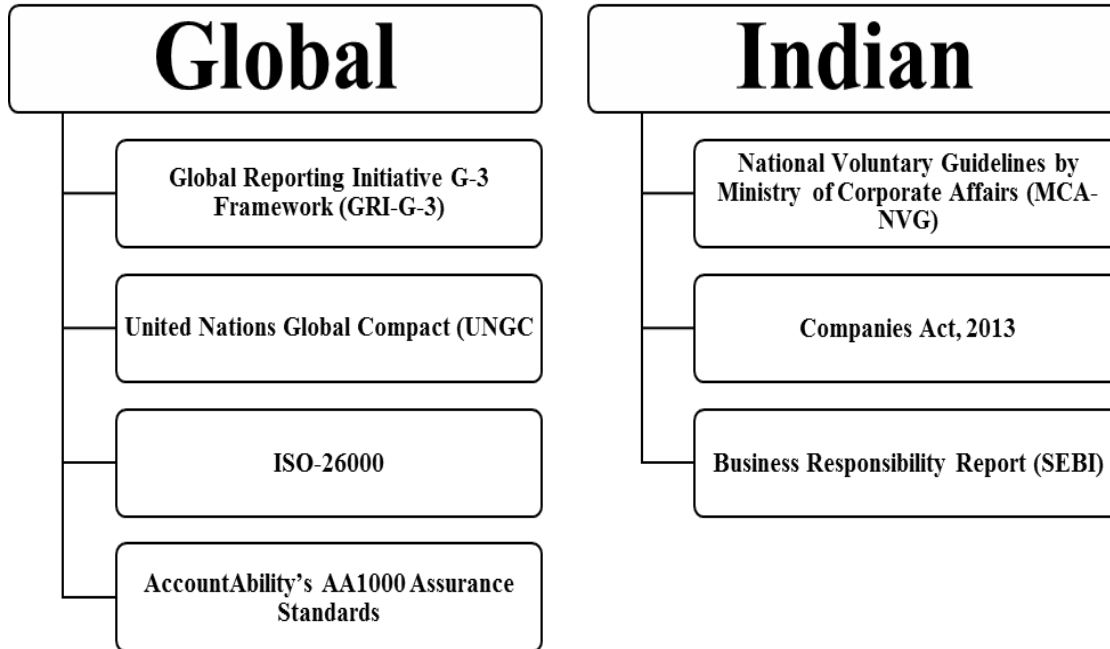 Global
Global Reporting Initiative G-3
Framework (GRI-G-3)
United Nations Global Compact (UNGC
ISO-26000
AccountAbility’s AA1000 Assurance
Standards
Indian
National Voluntary Guidelines by
Ministry of Corporate Affairs (MCA-
NVG)
Companies Act, 2013
Business Responsibility Report (SEBI)